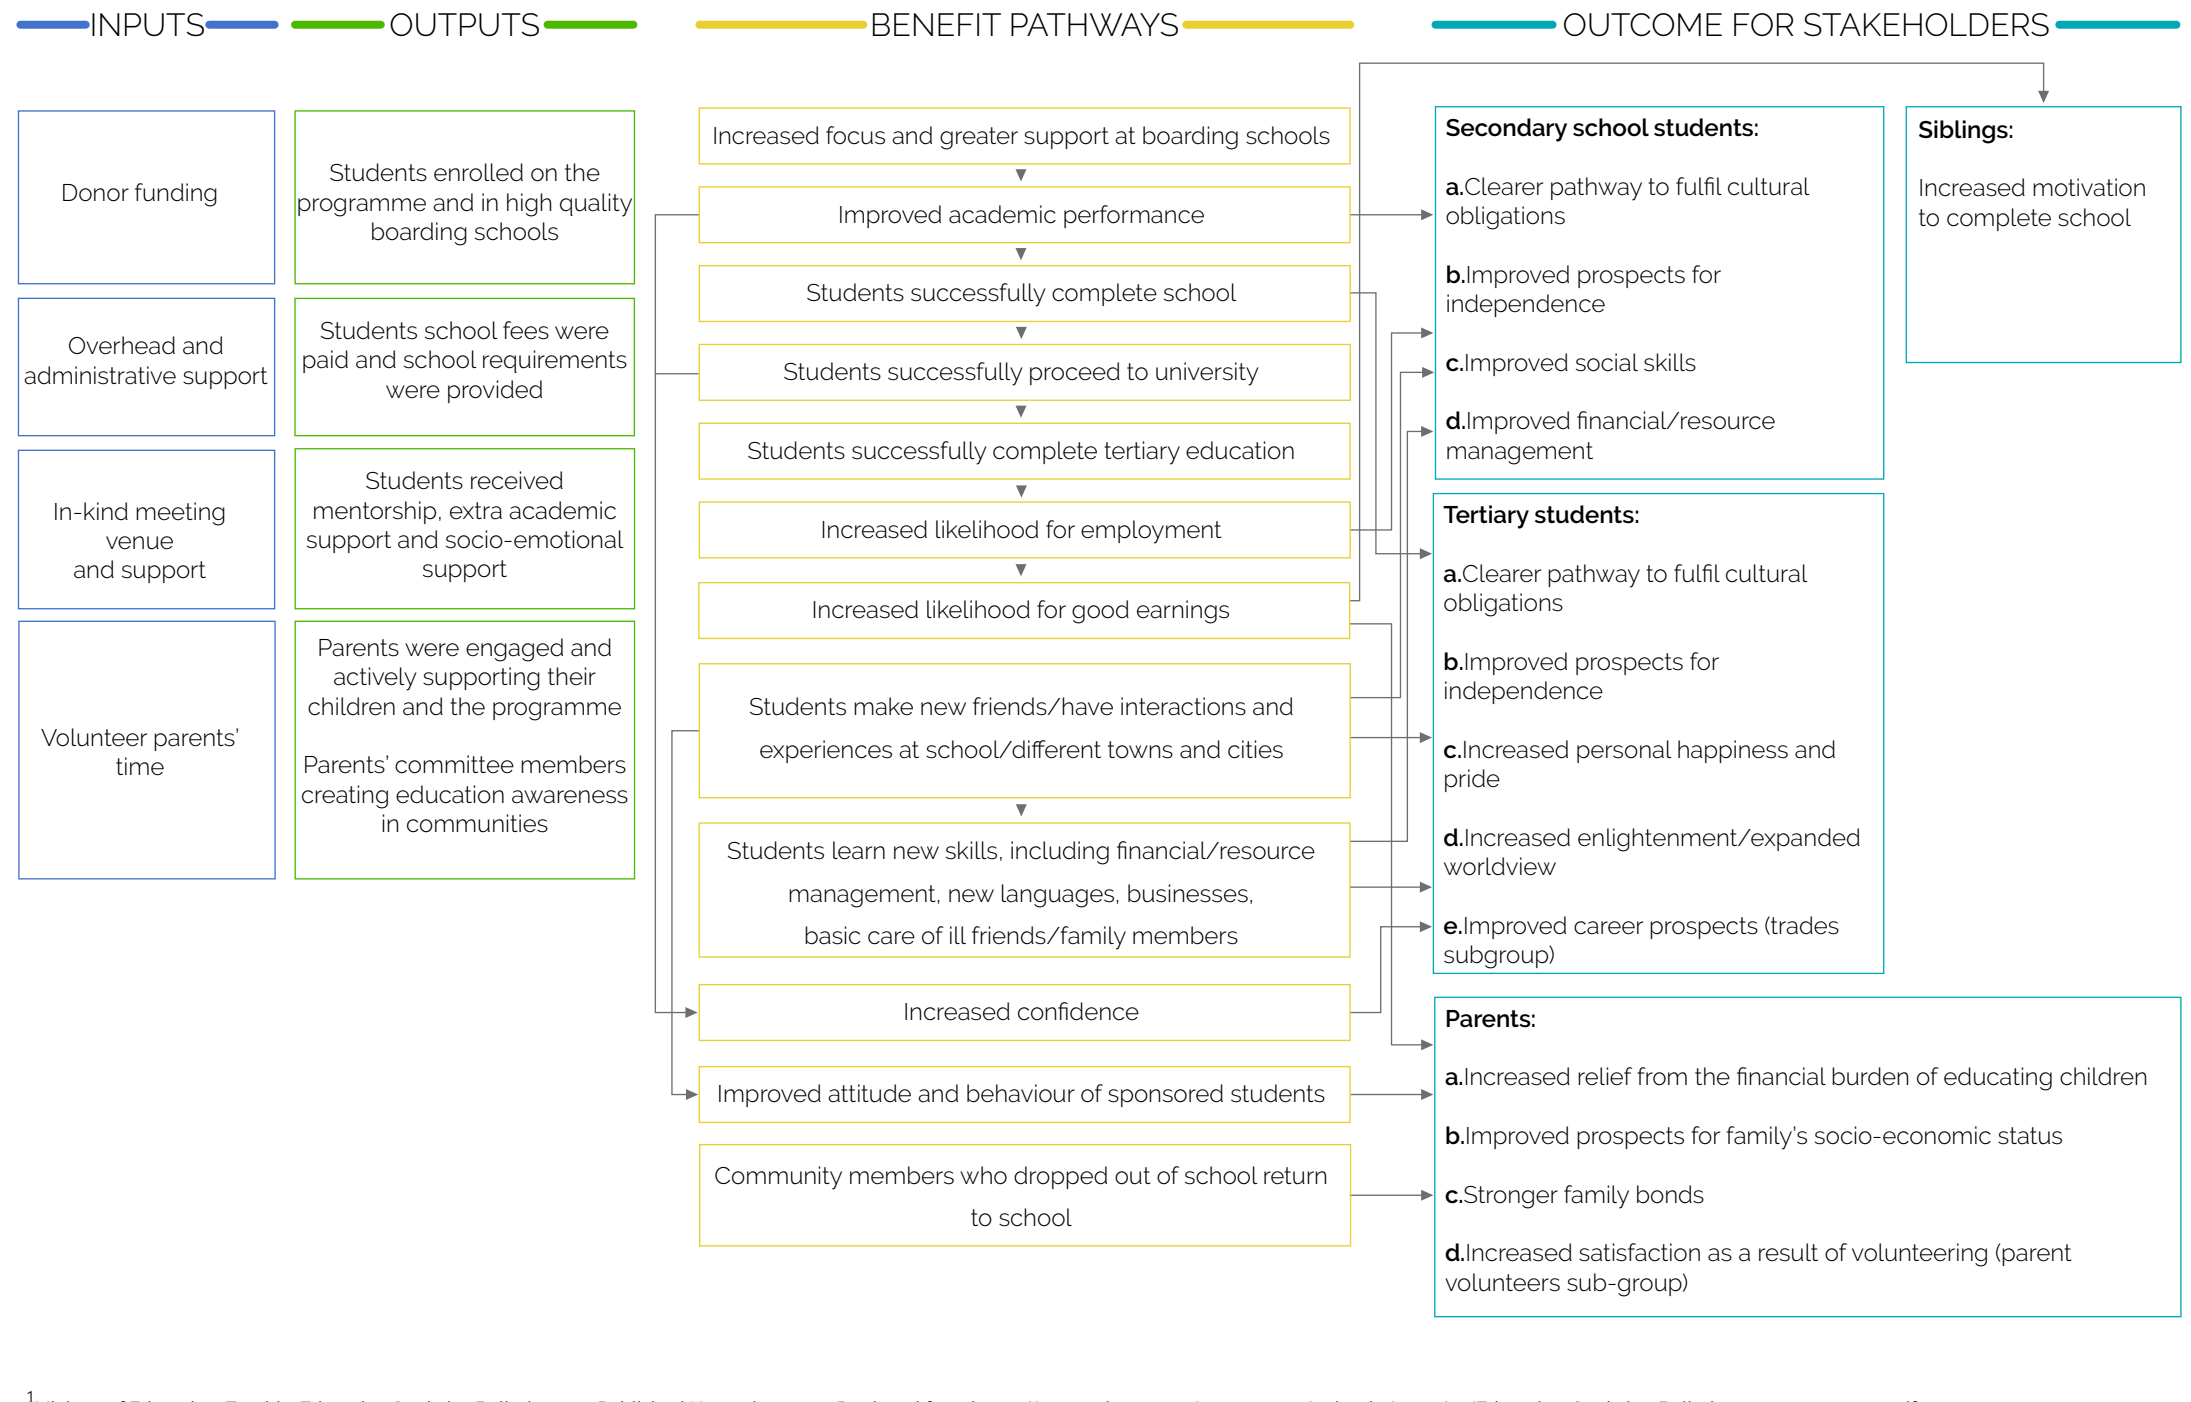 INPUTS
OUTPUTS
BENEFIT PATHWAYS
OUTCOME FOR STAKEHOLDERS
Donor funding
Overhead and
administrative support
In-kind meeting
venue
and support
Volunteer parents'
time
Students enrolled on the
programme and in high quality
boarding schools
Students school fees were
paid and school requirements
were provided
Students received
mentorship, extra academic
support and socio-emotional
support
Parents were engaged and
actively supporting their
children and the programme
Parents' committee members
creating education awareness
in communities
Increased focus and greater support at boarding schools
Improved academic performance
Students successfully complete school
Students successfully proceed to university
Students successfully complete tertiary education
Increased likelihood for employment
Increased likelihood for good earnings
Students make new friends/have interactions and
experiences at school/different towns and cities
Students learn new skills, including financial/resource
management, new languages, businesses,
basic care of ill friends/family members
Increased confidence
Improved attitude and behaviour of sponsored students
Community members who dropped out of school return
to school
Secondary school students:
a.Clearer pathway to fulfil cultural
obligations
b.Improved prospects for
independence
c.Improved social skills
d.Improved financial/resource
management
Siblings:
Increased motivation
to complete school
Tertiary students:
a.Clearer pathway to fulfil cultural
obligations
b.Improved prospects for
independence
c.Increased personal happiness and
pride
d.Increased enlightenment/expanded
worldview
e.Improved career prospects (trades
subgroup)
Parents:
a.Increased relief from the financial burden of educating children
b.Improved prospects for family's socio-economic status
c.Stronger family bonds
d.Increased satisfaction as a result of volunteering (parent
volunteers sub-group)
1